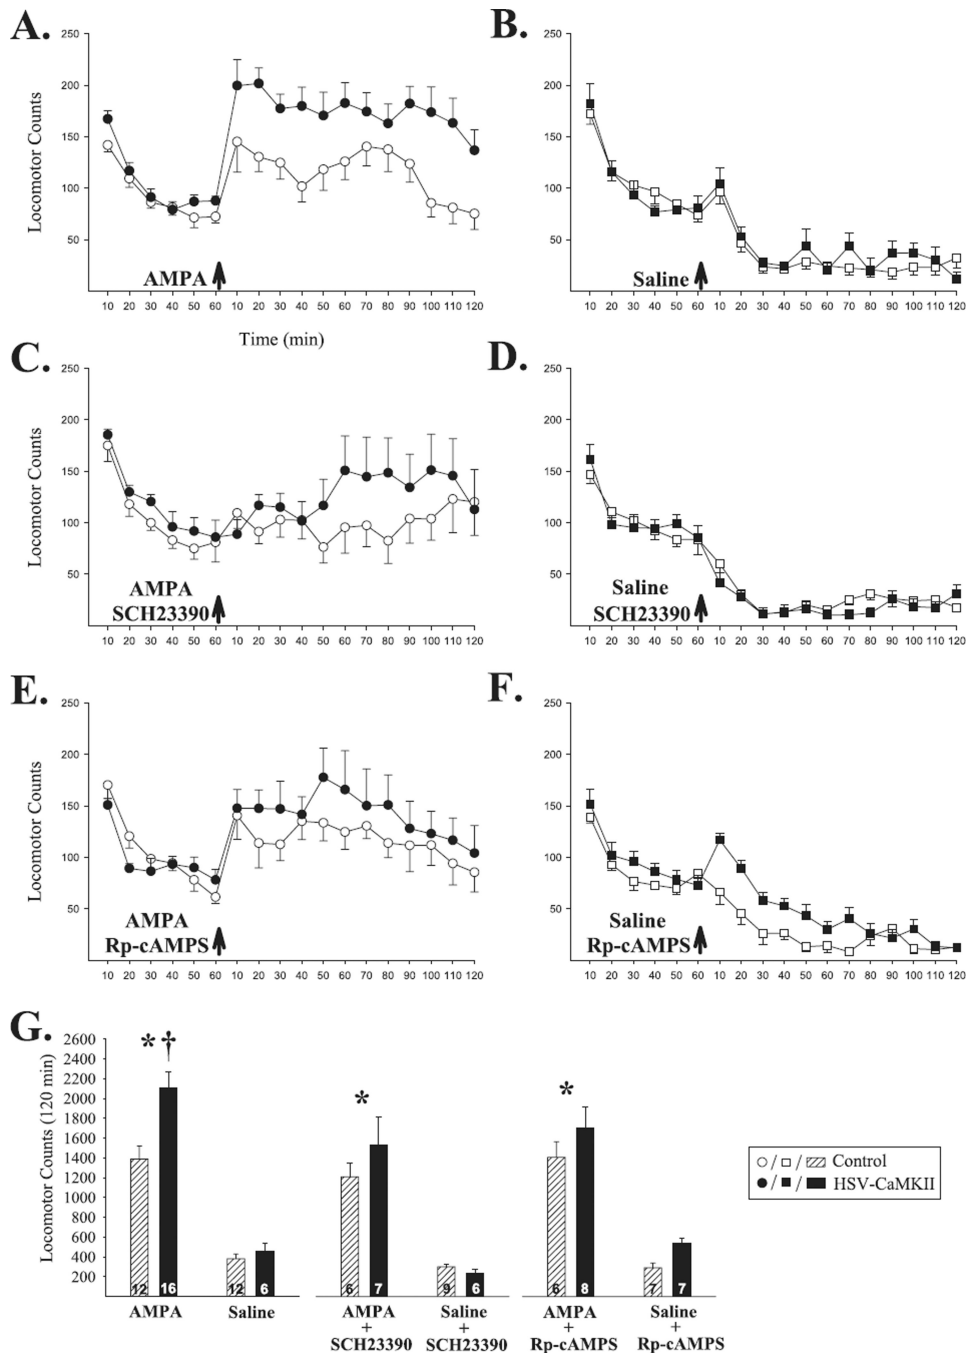 A.
250
200
150
100
50
Locomotor Counts
AMPA
10 20 30 40 50 60 10 20 30 40 50 60 70 80 90 100 110 120
Time (min)
B.
250
200
150
100
50
Saline
10 20 30 40 50 60 10 20 30 40 50 60 70 80 90 100 110 120
C.
250
200
150
100
50
Locomotor Counts
AMPA
SCH23390
10 20 30 40 50 60 10 20 30 40 50 60 70 80 90 100 110 120
D.
250
200
150
100
50
Saline
SCH23390
10 20 30 40 50 60 10 20 30 40 50 60 70 80 90 100 110 120
E.
250
200
150
100
50
Locomotor Counts
AMPA
Rp-cAMPS
10 20 30 40 50 60 10 20 30 40 50 60 70 80 90 100 110 120
F.
250
200
150
100
50
Saline
Rp-cAMPS
10 20 30 40 50 60 10 20 30 40 50 60 70 80 90 100 110 120
G.
2600
2400
2200
2000
1800
1600
1400
1200
1000
800
600
400
200
Locomotor Counts (120 min)
* †
*
*
12 16 12 6 6 7 9 6 6 8 7 7
AMPA
Saline
AMPA
+
SCH23390
Saline
+
SCH23390
AMPA
+
Rp-cAMPS
Saline
+
Rp-cAMPS
/ / Control
/ / HSV-CaMKII